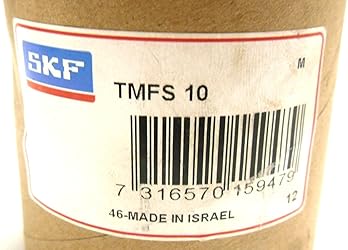 SKF
M
TMFS 10
7 316570 159479
12
46-MADE IN ISRAEL